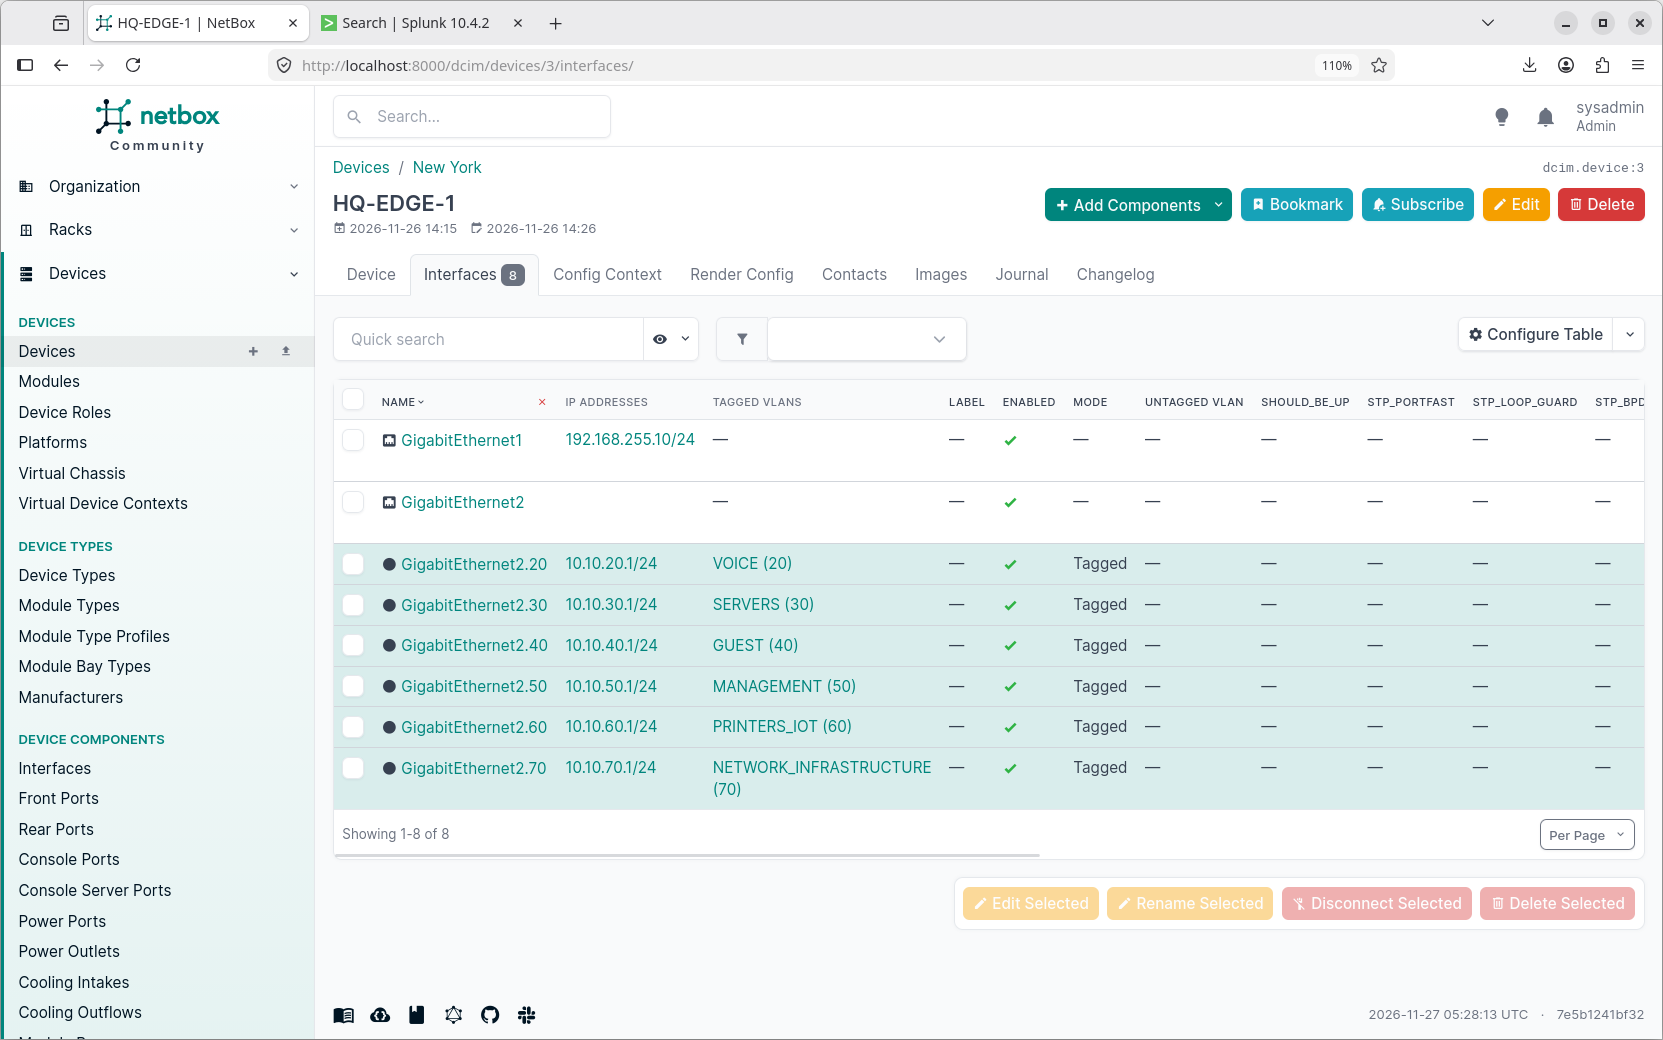 HQ-EDGE-1 | NetBox
Search | Splunk 10.4.2
http://localhost:8000/dcim/devices/3/interfaces/
110%
netbox
Community
Search...
sysadmin
Admin
Organization
Racks
Devices
DEVICES
Devices
Modules
Device Roles
Platforms
Virtual Chassis
Virtual Device Contexts
DEVICE TYPES
Device Types
Module Types
Module Type Profiles
Module Bay Types
Manufacturers
DEVICE COMPONENTS
Interfaces
Front Ports
Rear Ports
Console Ports
Console Server Ports
Power Ports
Power Outlets
Cooling Intakes
Cooling Outflows
Devices / New York
dcim.device:3
HQ-EDGE-1
2026-11-26 14:15 2026-11-26 14:26
Add Components Bookmark Subscribe Edit Delete
Device Interfaces 8 Config Context Render Config Contacts Images Journal Changelog
Quick search
Configure Table
NAME IP ADDRESSES TAGGED VLANS LABEL ENABLED MODE UNTAGGED VLAN SHOULD_BE_UP STP_PORTFAST STP_LOOP_GUARD STP_BPD
GigabitEthernet1 192.168.255.10/24 — — — — — — — —
GigabitEthernet2 — — — — — — — —
GigabitEthernet2.20 10.10.20.1/24 VOICE (20) — Tagged — — — — —
GigabitEthernet2.30 10.10.30.1/24 SERVERS (30) — Tagged — — — — —
GigabitEthernet2.40 10.10.40.1/24 GUEST (40) — Tagged — — — — —
GigabitEthernet2.50 10.10.50.1/24 MANAGEMENT (50) — Tagged — — — — —
GigabitEthernet2.60 10.10.60.1/24 PRINTERS_IOT (60) — Tagged — — — — —
GigabitEthernet2.70 10.10.70.1/24 NETWORK_INFRASTRUCTURE — Tagged — — — — —
(70)
Showing 1-8 of 8
Per Page
Edit Selected Rename Selected Disconnect Selected Delete Selected
2026-11-27 05:28:13 UTC · 7e5b1241bf32